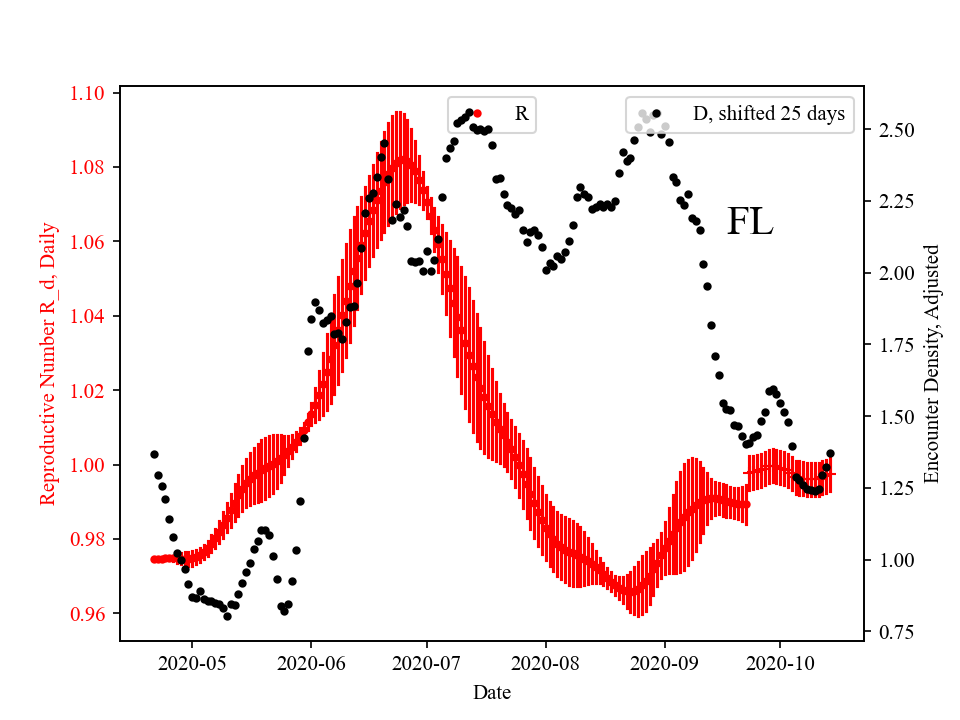 R
D, shifted 25 days
FL
Reproductive Number R_d, Daily
1.10
1.08
1.06
1.04
1.02
1.00
0.98
0.96
2.50
2.25
2.00
1.75
1.50
1.25
1.00
0.75
Encounter Density, Adjusted
2020-05 2020-06 2020-07 2020-08 2020-09 2020-10
Date